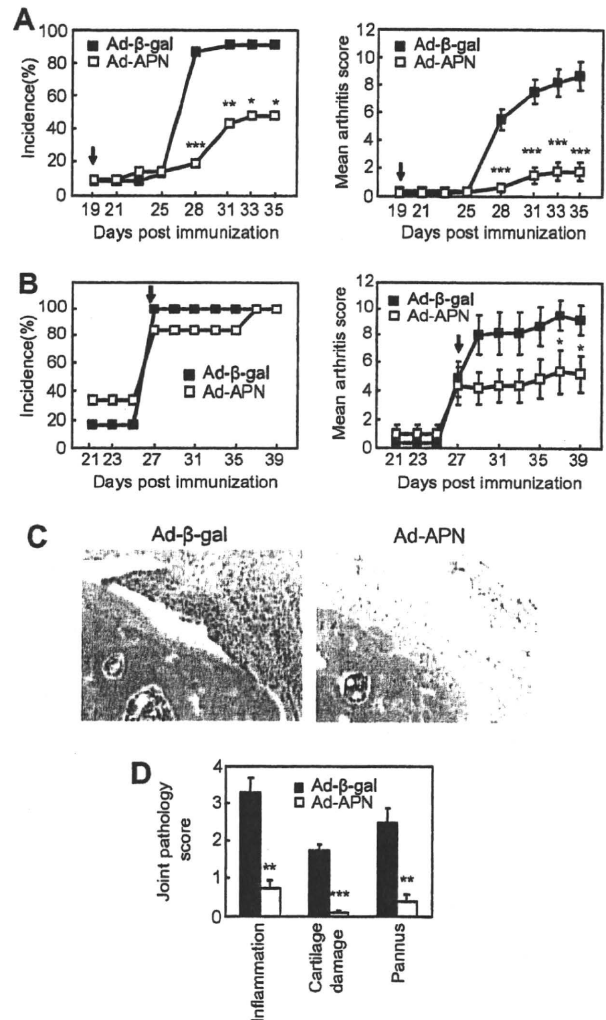 A
Incidence(%)
100
80
60
40
20
0
Ad-β-gal
Ad-APN
***
**
*
*
19 21 25 28 31 33 35
Days post immunization
Mean arthritis score
12
10
8
6
4
2
0
Ad-β-gal
Ad-APN
***
***
***
***
19 21 25 28 31 33 35
Days post immunization
B
Incidence(%)
100
80
60
40
20
0
Ad-β-gal
Ad-APN
21 23 27 31 35 39
Days post immunization
Mean arthritis score
12
10
8
6
4
2
0
Ad-β-gal
Ad-APN
*
*
21 23 27 31 35 39
Days post immunization
C
Ad-β-gal
Ad-APN
D
Joint pathology
score
4
3
2
1
0
Ad-β-gal
Ad-APN
**
***
**
Inflammation
Cartilage
damage
Pannus